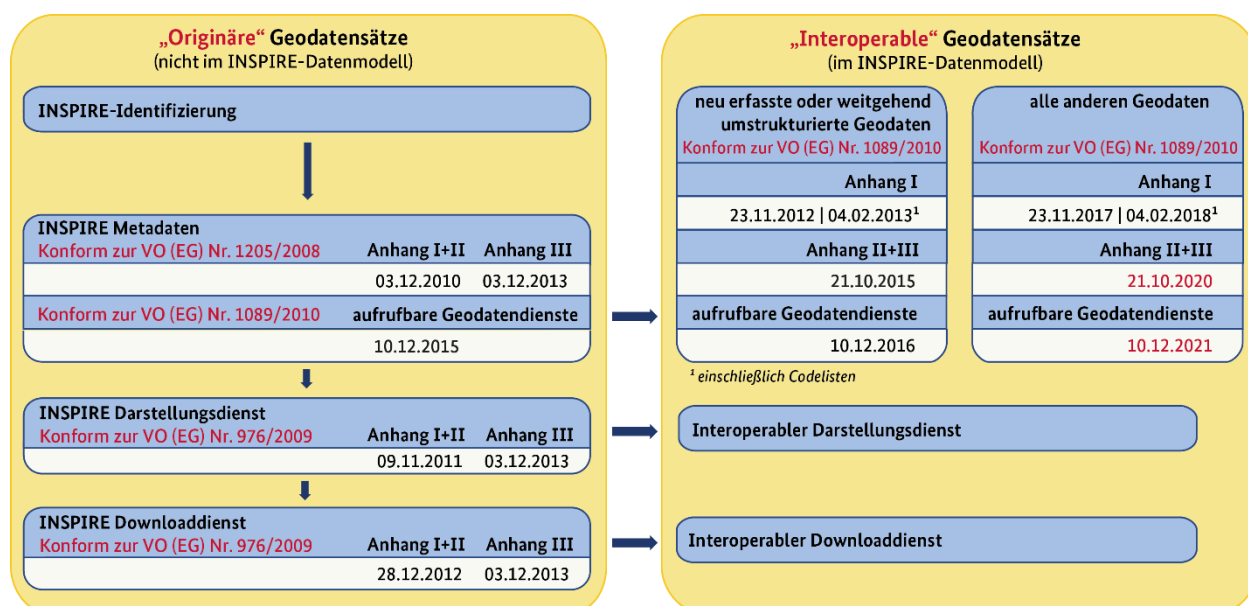 „Originäre“ Geodatensätze
(nicht im INSPIRE-Datenmodell)
INSPIRE-Identifizierung
INSPIRE Metadaten
Konform zur VO (EG) Nr. 1205/2008 Anhang I+II Anhang III
03.12.2010 03.12.2013
Konform zur VO (EG) Nr. 1089/2010 aufrufbare Geodatendienste
10.12.2015
INSPIRE Darstellungsdienst
Konform zur VO (EG) Nr. 976/2009 Anhang I+II Anhang III
09.11.2011 03.12.2013
INSPIRE Downloaddienst
Konform zur VO (EG) Nr. 976/2009 Anhang I+II Anhang III
28.12.2012 03.12.2013
„Interoperable“ Geodatensätze
(im INSPIRE-Datenmodell)
neu erfasste oder weitgehend
umstrukturierte Geodaten
Konform zur VO (EG) Nr. 1089/2010
Anhang I
23.11.2012 | 04.02.2013¹
Anhang II+III
21.10.2015
aufrufbare Geodatendienste
10.12.2016
alle anderen Geodaten
Konform zur VO (EG) Nr. 1089/2010
Anhang I
23.11.2017 | 04.02.2018¹
Anhang II+III
21.10.2020
aufrufbare Geodatendienste
10.12.2021
¹ einschließlich Codelisten
Interoperabler Darstellungsdienst
Interoperabler Downloaddienst